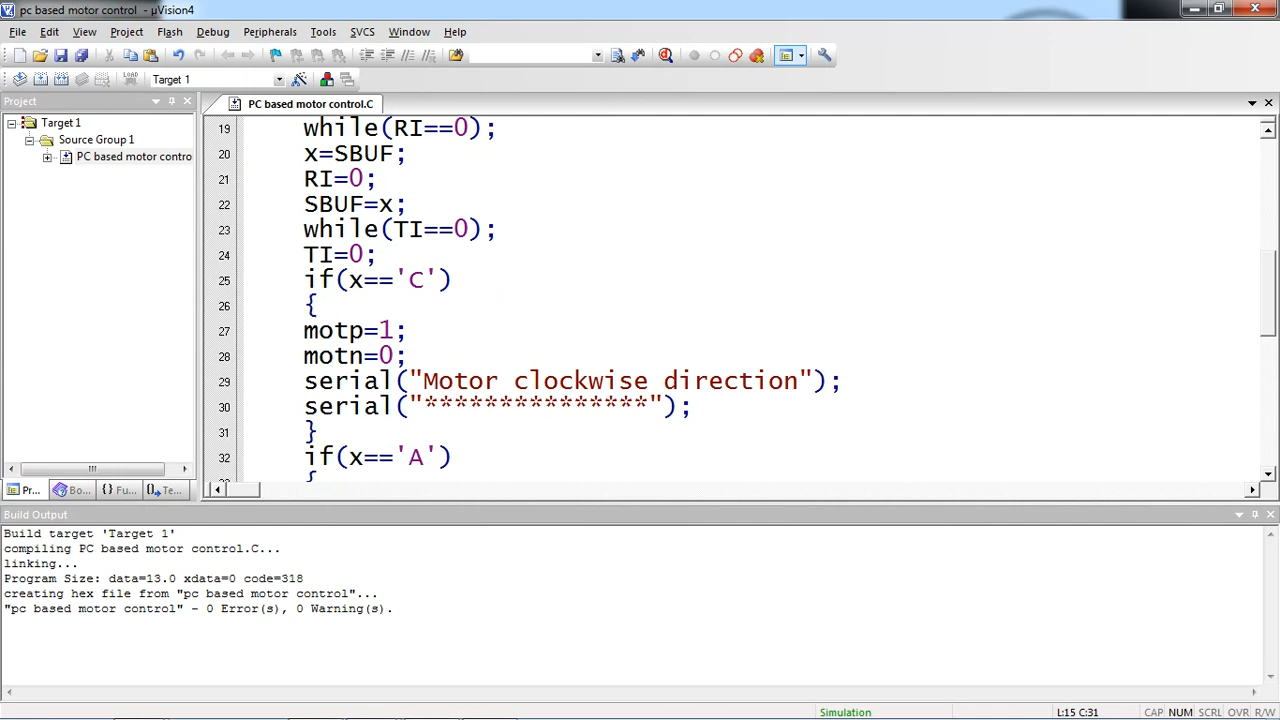 pc based motor control - µVision4
File Edit View Project Flash Debug Peripherals Tools SVCS Window Help
LOAD Target 1
Project
PC based motor control.C
Target 1
Source Group 1
PC based motor contro
19 while(RI==0);
20 x=SBUF;
21 RI=0;
22 SBUF=x;
23 while(TI==0);
24 TI=0;
25 if(x=='C')
26 {
27 motp=1;
28 motn=0;
29 serial("Motor clockwise direction");
30 serial("***************");
31 }
32 if(x=='A')
{
Pr... Bo... {} Fu... Te...
Build Output
Build target 'Target 1'
compiling PC based motor control.C...
linking...
Program Size: data=13.0 xdata=0 code=318
creating hex file from "pc based motor control"...
"pc based motor control" - 0 Error(s), 0 Warning(s).
Simulation L:15 C:31 CAP NUM SCRL OVR R/W